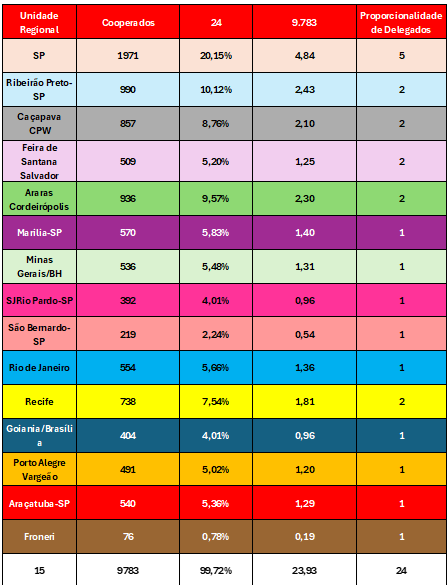 Unidade Regional Cooperados 24 9.783 Proporcionalidade de Delegados
SP 1971 20,15% 4,84 5
Ribeirão Preto-SP 990 10,12% 2,43 2
Caçapava CPW 857 8,76% 2,10 2
Feira de Santana Salvador 509 5,20% 1,25 2
Araras Cordeirópolis 936 9,57% 2,30 2
Marilia-SP 570 5,83% 1,40 1
Minas Gerais/BH 536 5,48% 1,31 1
SJRio Pardo-SP 392 4,01% 0,96 1
São Bernardo-SP 219 2,24% 0,54 1
Rio de Janeiro 554 5,66% 1,36 1
Recife 738 7,54% 1,81 2
Goiania/Brasília 404 4,01% 0,96 1
Porto Alegre Vargeão 491 5,02% 1,20 1
Araçatuba-SP 540 5,36% 1,29 1
Froneri 76 0,78% 0,19 1
15 9783 99,72% 23,93 24